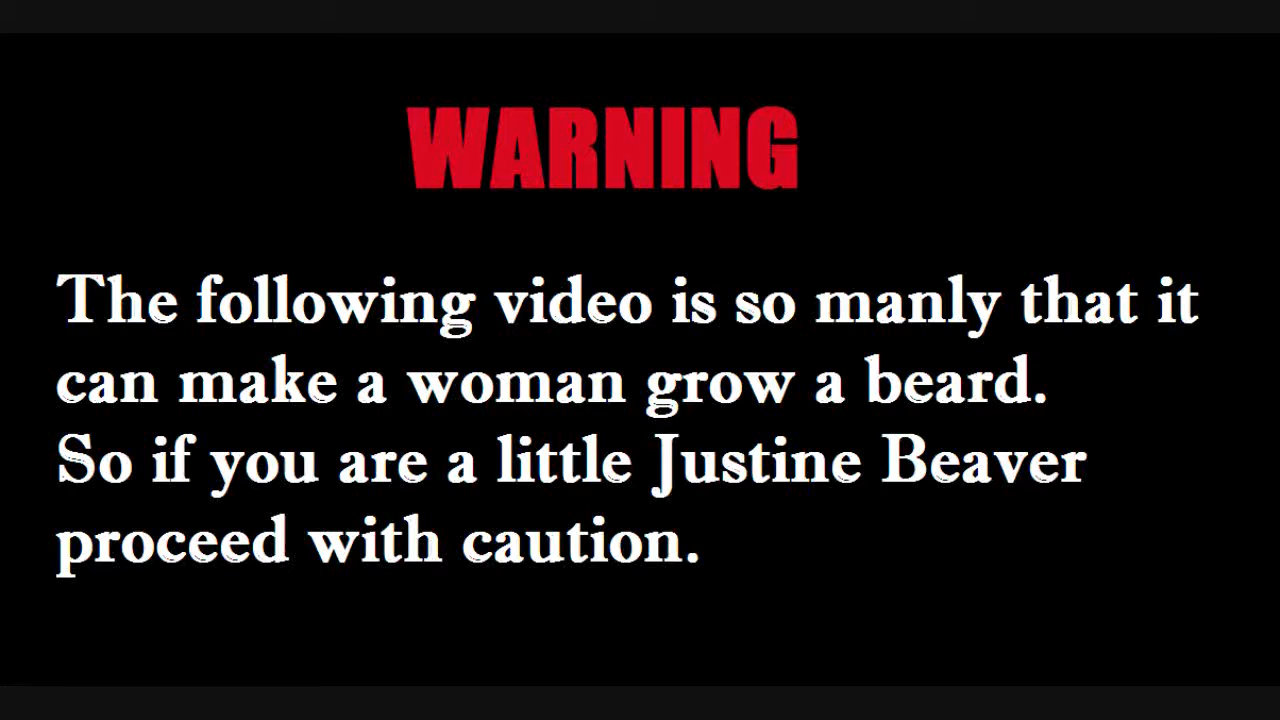 WARNING
The following video is so manly that it
can make a woman grow a beard.
So if you are a little Justine Beaver
proceed with caution.